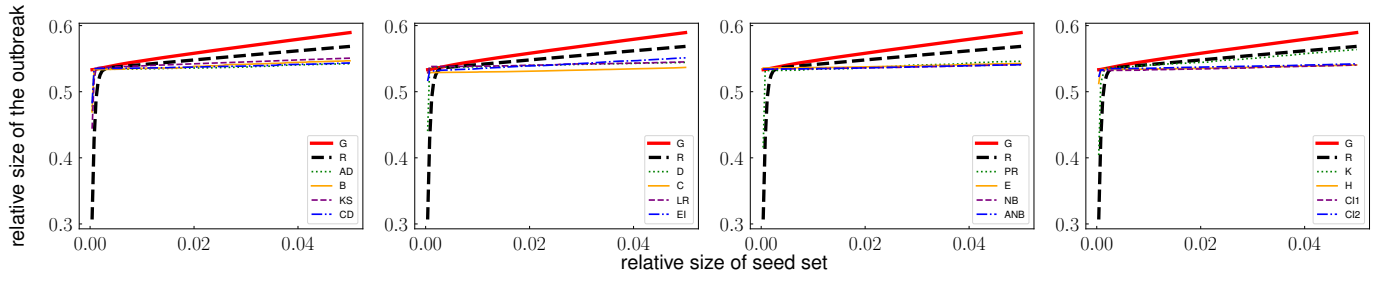 relative size of the outbreak
0.6
0.5
0.4
0.3
0.00
0.02
0.04
G
R
AD
B
KS
CD
0.6
0.5
0.4
0.3
0.00
0.02
0.04
G
R
D
C
LR
EI
0.6
0.5
0.4
0.3
0.00
0.02
0.04
G
R
PR
E
NB
ANB
0.6
0.5
0.4
0.3
0.00
0.02
0.04
G
R
K
H
CI1
CI2
relative size of seed set